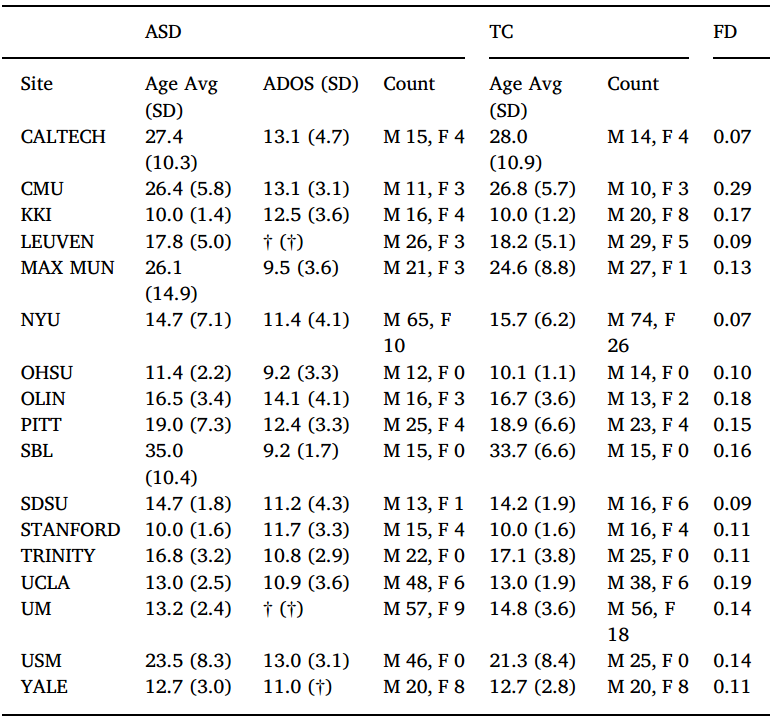 ASD TC FD
Site Age Avg ADOS (SD) Count Age Avg Count
(SD) (SD)
CALTECH 27.4 13.1 (4.7) M 15, F 4 28.0 M 14, F 4 0.07
(10.3) (10.9)
CMU 26.4 (5.8) 13.1 (3.1) M 11, F 3 26.8 (5.7) M 10, F 3 0.29
KKI 10.0 (1.4) 12.5 (3.6) M 16, F 4 10.0 (1.2) M 20, F 8 0.17
LEUVEN 17.8 (5.0) † (†) M 26, F 3 18.2 (5.1) M 29, F 5 0.09
MAX MUN 26.1 9.5 (3.6) M 21, F 3 24.6 (8.8) M 27, F 1 0.13
(14.9)
NYU 14.7 (7.1) 11.4 (4.1) M 65, F 15.7 (6.2) M 74, F 0.07
10 26
OHSU 11.4 (2.2) 9.2 (3.3) M 12, F 0 10.1 (1.1) M 14, F 0 0.10
OLIN 16.5 (3.4) 14.1 (4.1) M 16, F 3 16.7 (3.6) M 13, F 2 0.18
PITT 19.0 (7.3) 12.4 (3.3) M 25, F 4 18.9 (6.6) M 23, F 4 0.15
SBL 35.0 9.2 (1.7) M 15, F 0 33.7 (6.6) M 15, F 0 0.16
(10.4)
SDSU 14.7 (1.8) 11.2 (4.3) M 13, F 1 14.2 (1.9) M 16, F 6 0.09
STANFORD 10.0 (1.6) 11.7 (3.3) M 15, F 4 10.0 (1.6) M 16, F 4 0.11
TRINITY 16.8 (3.2) 10.8 (2.9) M 22, F 0 17.1 (3.8) M 25, F 0 0.11
UCLA 13.0 (2.5) 10.9 (3.6) M 48, F 6 13.0 (1.9) M 38, F 6 0.19
UM 13.2 (2.4) † (†) M 57, F 9 14.8 (3.6) M 56, F 0.14
18
USM 23.5 (8.3) 13.0 (3.1) M 46, F 0 21.3 (8.4) M 25, F 0 0.14
YALE 12.7 (3.0) 11.0 (†) M 20, F 8 12.7 (2.8) M 20, F 8 0.11